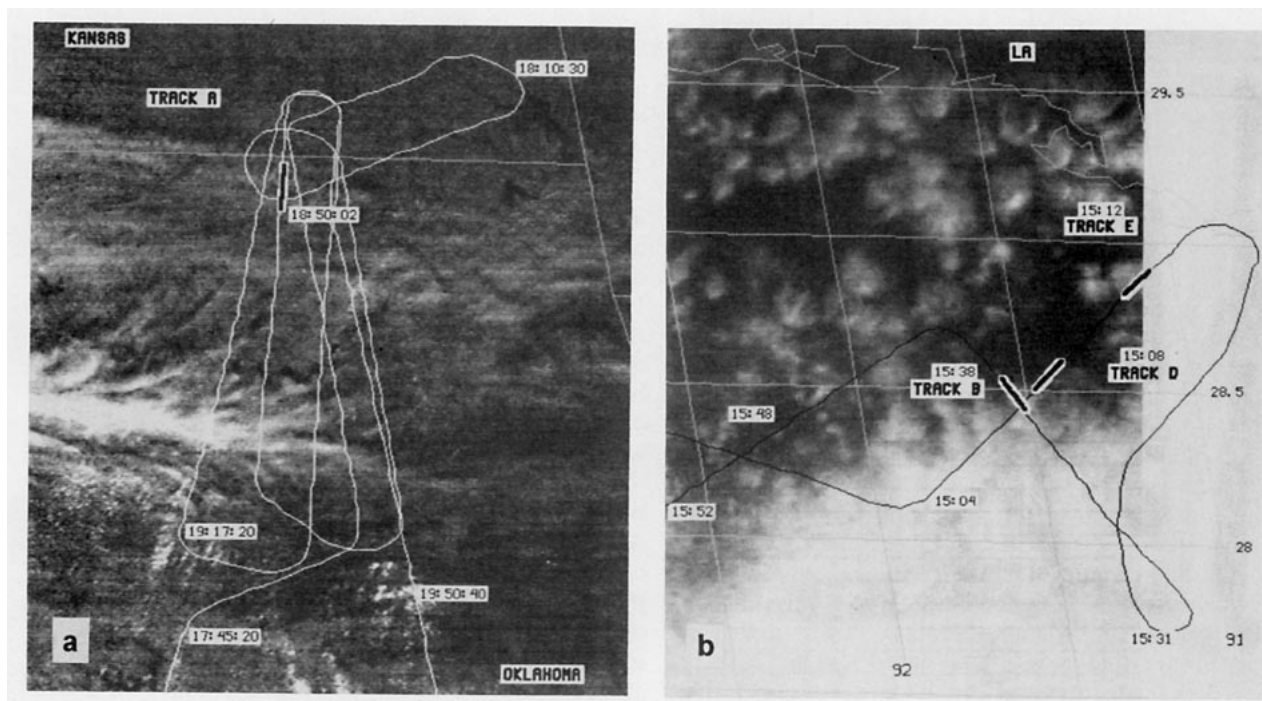 KANSAS
18:10:30
TRACK A
18:50:02
19:17:20
19:50:40
17:45:20
a
OKLAHOMA
LA
29.5
15:12
TRACK E
15:08
TRACK D
15:38
TRACK B
28.5
15:48
15:04
15:52
28
15:31
91
b
92